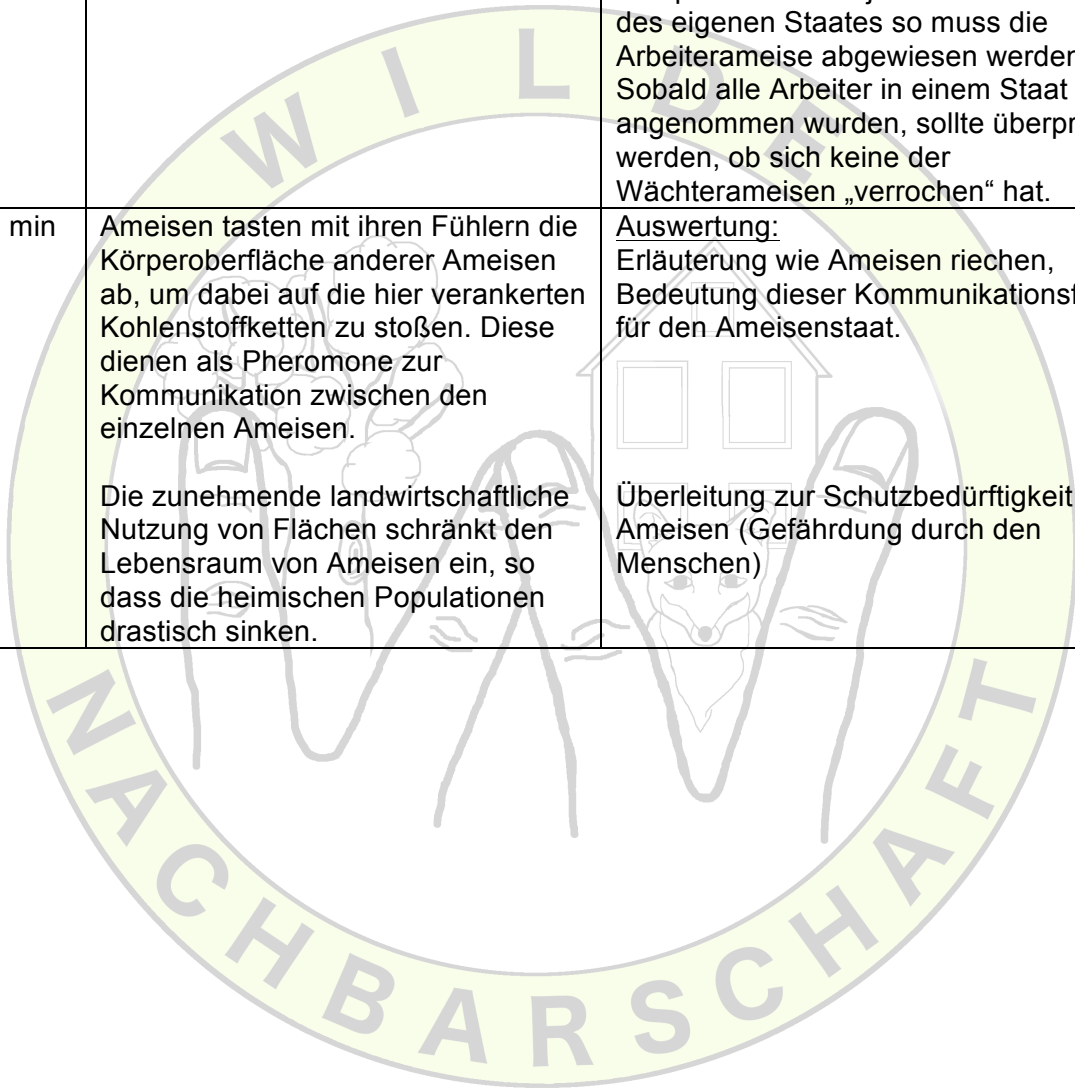 des eigenen Staates so muss die
Arbeiterameise abgewiesen werden
Sobald alle Arbeiter in einem Staat
angenommen wurden, sollte
werden, ob sich keine der
Wächterameisen „verrochen“ hat.
min
Ameisen tasten mit ihren Fühlern die
Körperoberfläche anderer Ameisen
ab, um dabei auf die hier verankerten
Kohlenstoffketten zu stoßen. Diese
dienen als Pheromone zur
Kommunikation zwischen den
einzelnen Ameisen.
Die zunehmende landwirtschaftliche
Nutzung von Flächen schränkt den
Lebensraum von Ameisen ein, so
dass die heimischen Populationen
drastisch sinken.
Auswertung:
Erläuterung wie Ameisen riechen,
Bedeutung dieser
für den Ameisenstaat.
Überleitung zur Schutzbedürftigkeit
Ameisen (Gefährdung durch den
Menschen)
WILDE
NACHBARSCHAFT